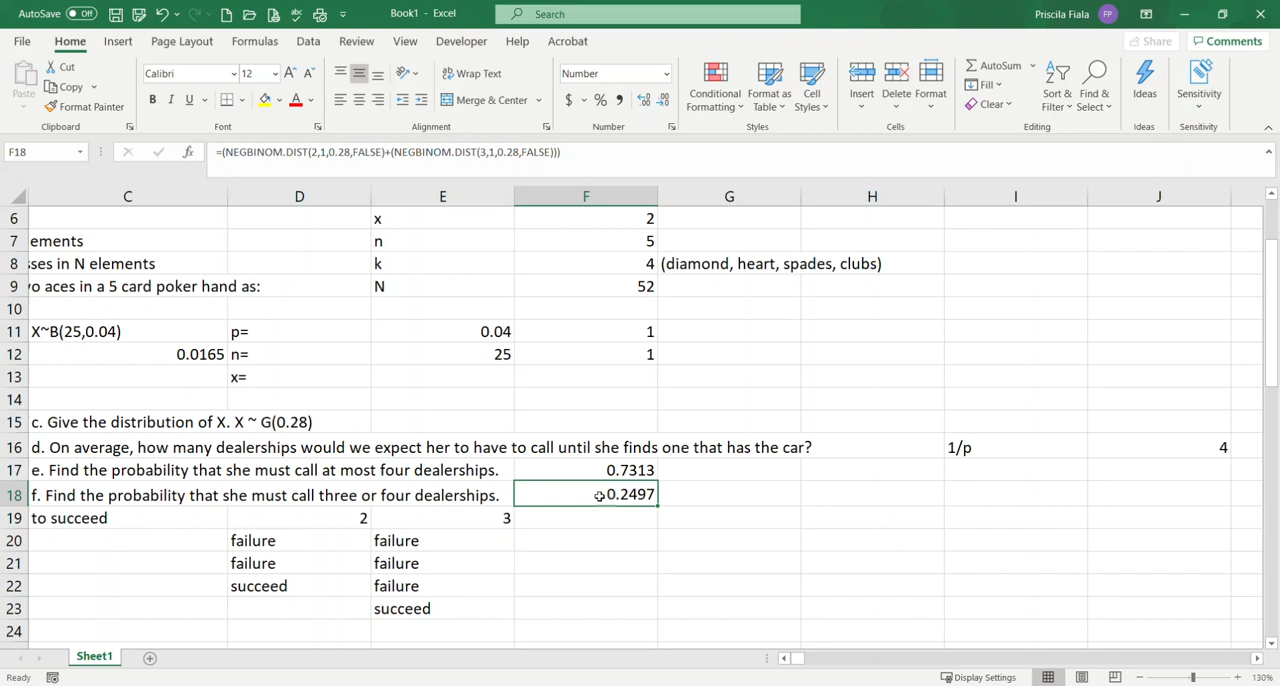 AutoSave Off Book1 - Excel Search Priscila Fiala FP
File Home Insert Page Layout Formulas Data Review View Developer Help Acrobat Share Comments
Paste Cut Copy Format Painter Clipboard
Calibri 12 A A B I U A Font
Wrap Text Merge & Center Alignment
Number $ % Number
Conditional Formatting Format as Table Cell Styles Styles
Insert Delete Format Cells
AutoSum Fill Clear Sort & Filter Find & Select Editing
Ideas Ideas
Sensitivity Sensitivity
F18 fx =(NEGBINOM.DIST(2,1,0.28,FALSE)+(NEGBINOM.DIST(3,1,0.28,FALSE)))
C D E F G H I J
6 x 2
7 ements n 5
8 sses in N elements k 4 (diamond, heart, spades, clubs)
9 vo aces in a 5 card poker hand as: N 52
10
11 X~B(25,0.04) p= 0.04 1
12 0.0165 n= 25 1
13 x=
14
15 c. Give the distribution of X. X ~ G(0.28)
16 d. On average, how many dealerships would we expect her to have to call until she finds one that has the car? 1/p 4
17 e. Find the probability that she must call at most four dealerships. 0.7313
18 f. Find the probability that she must call three or four dealerships. 0.2497
19 to succeed 2 3
20 failure failure
21 failure failure
22 succeed failure
23 succeed
24
Sheet1
Ready Display Settings 130%